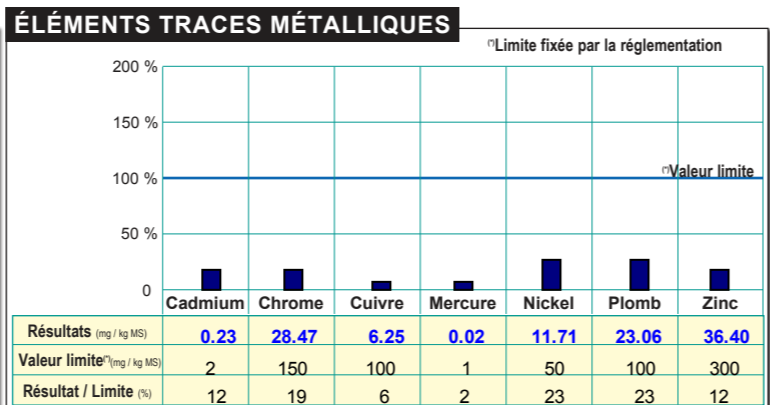 ÉLÉMENTS TRACES MÉTALLIQUES
(*)Limite fixée par la réglementation
200 %
150 %
100 %
(*)Valeur limite
50 %
0
Cadmium Chrome Cuivre Mercure Nickel Plomb Zinc
Résultats (mg / kg MS) 0.23 28.47 6.25 0.02 11.71 23.06 36.40
Valeur limite(*)(mg / kg MS) 2 150 100 1 50 100 300
Résultat / Limite (%) 12 19 6 2 23 23 12